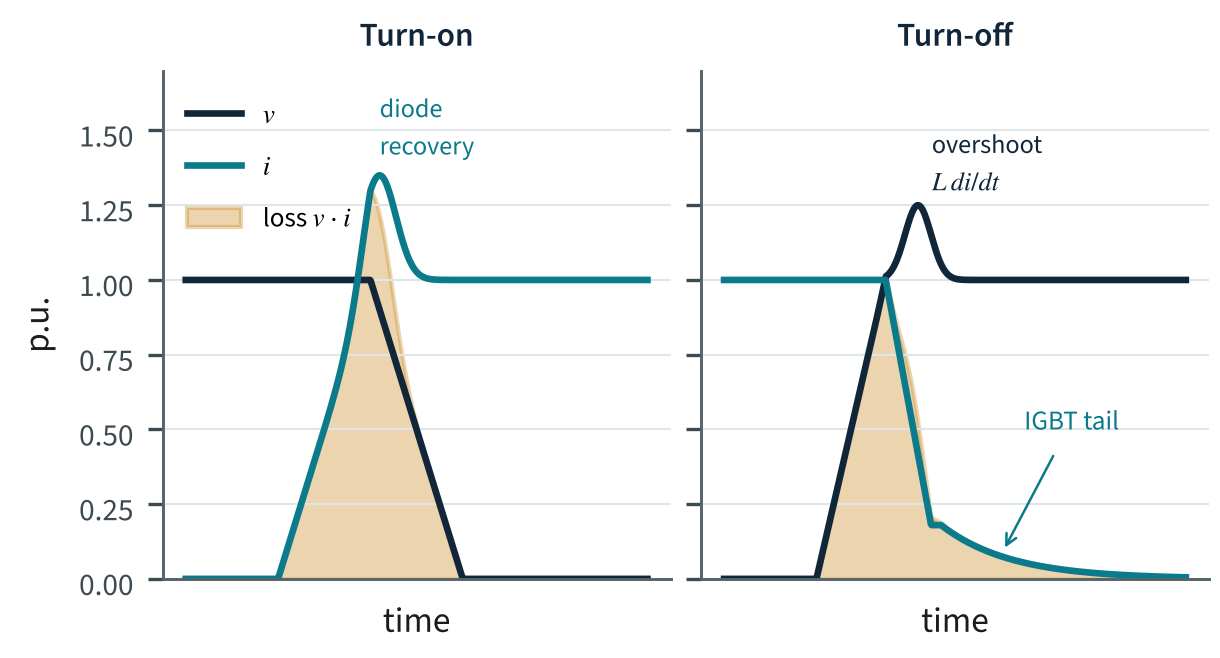 Turn-on
Turn-off
v
i
loss v · i
diode
recovery
overshoot
L di/dt
IGBT tail
1.50
1.25
1.00
0.75
0.50
0.25
0.00
p.u.
time
time